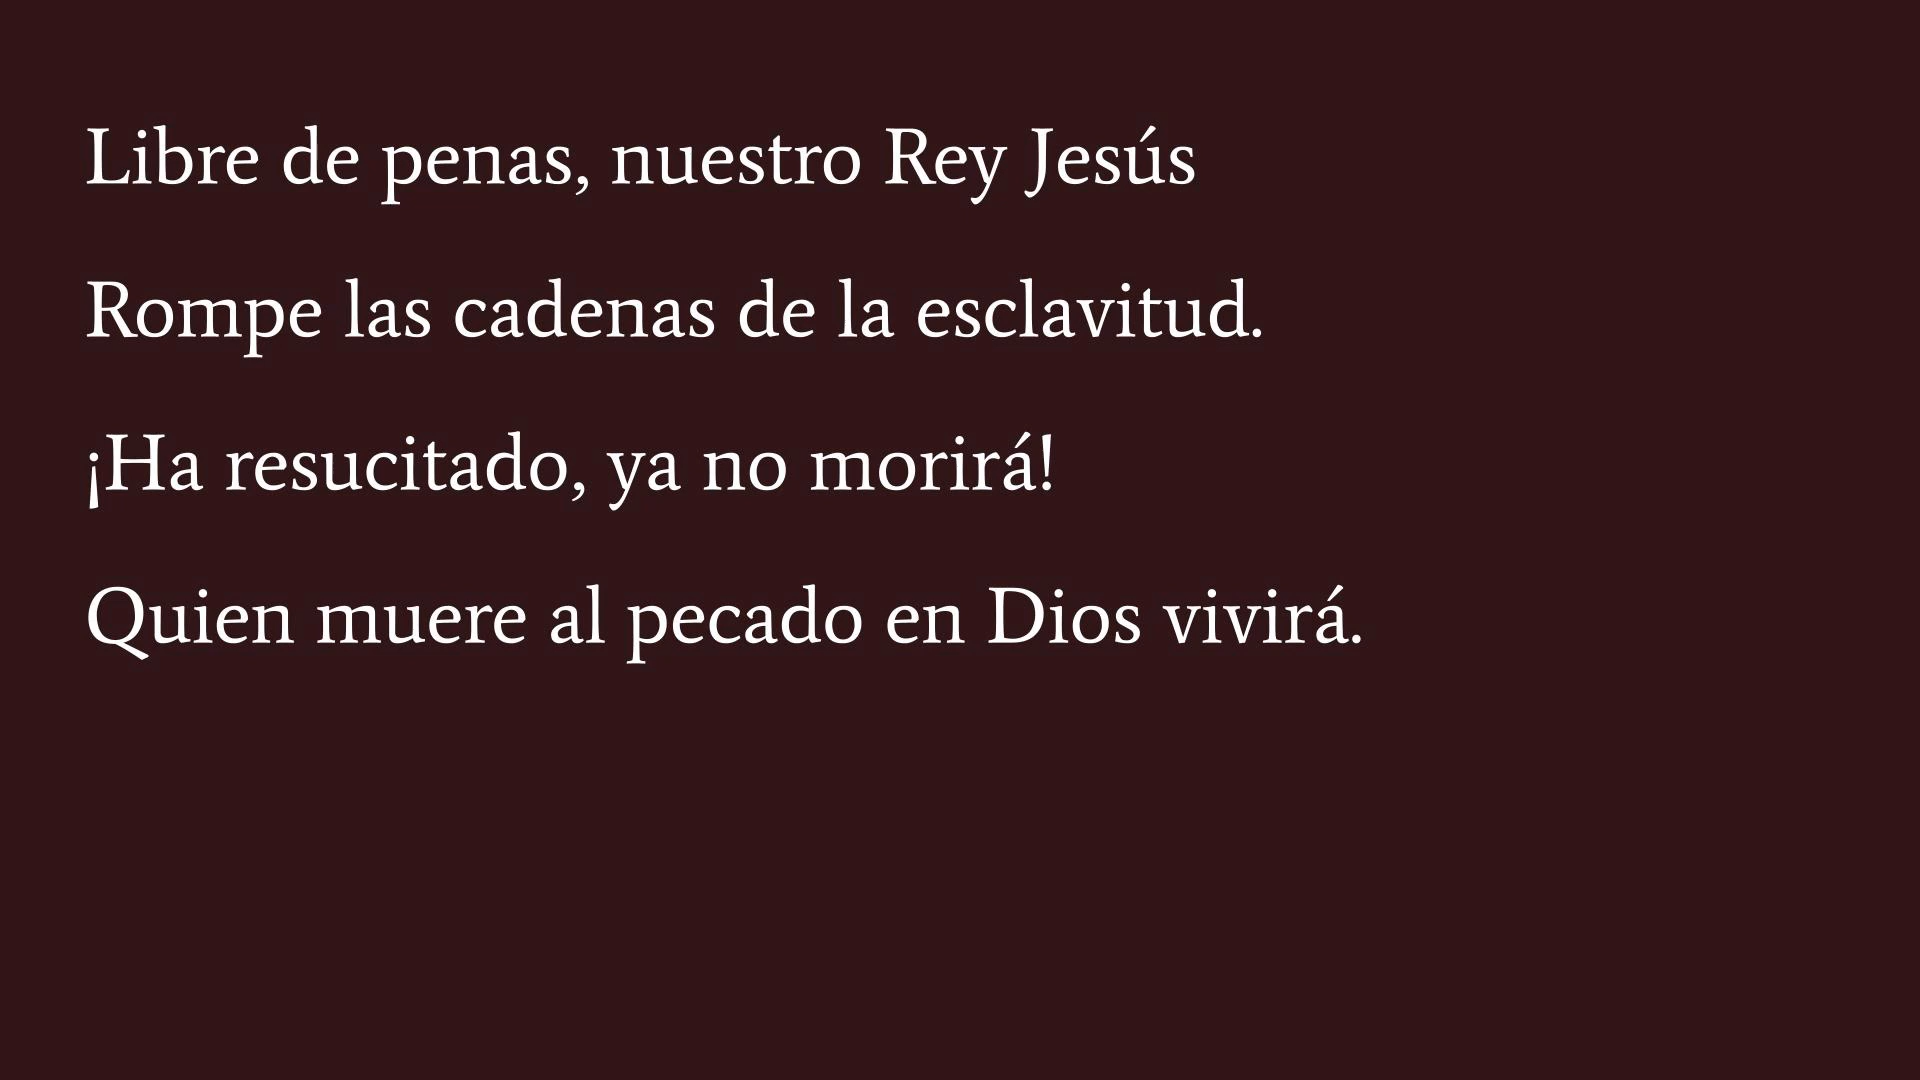 Libre de penas, nuestro Rey Jesús
Rompe las cadenas de la esclavitud.
¡Ha resucitado, ya no morirá!
Quien muere al pecado en Dios vivirá.